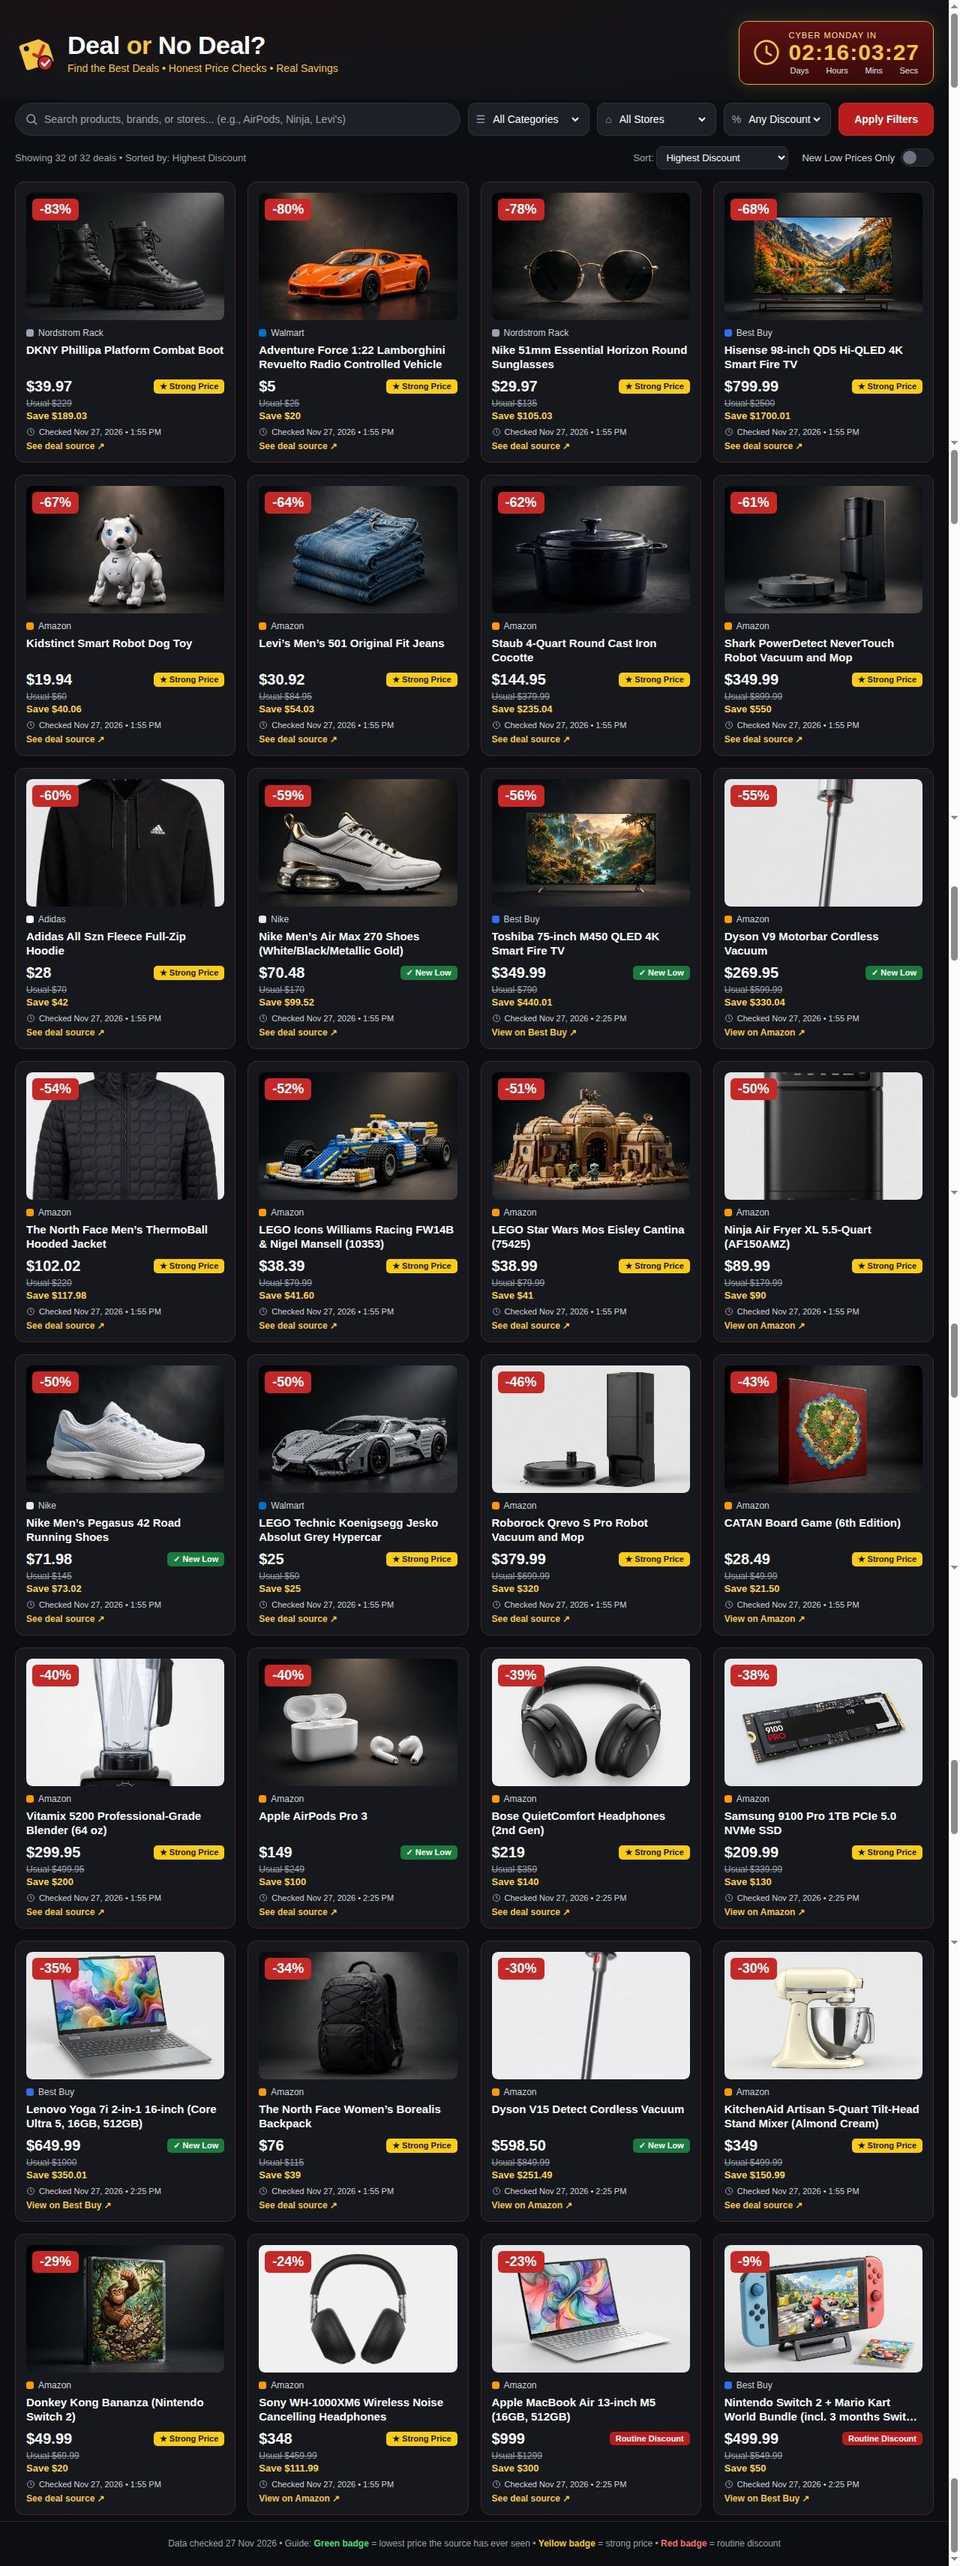 Deal or No Deal?
Find the Best Deals • Honest Price Checks • Real Savings
CYBER MONDAY IN
02:16:03:27
Days Hours Mins Secs
Search products, brands, or stores... (e.g., AirPods, Ninja, Levi's)
All Categories
All Stores
% Any Discount
Apply Filters
Showing 32 of 32 deals • Sorted by: Highest Discount
Sort: Highest Discount
New Low Prices Only
-83%
Nordstrom Rack
DKNY Phillipa Platform Combat Boot
$39.97
★ Strong Price
Usual $229
Save $189.03
Checked Nov 27, 2026 • 1:55 PM
See deal source ↗
-80%
Walmart
Adventure Force 1:22 Lamborghini
Revuelto Radio Controlled Vehicle
$5
★ Strong Price
Usual $25
Save $20
Checked Nov 27, 2026 • 1:55 PM
See deal source ↗
-78%
Nordstrom Rack
Nike 51mm Essential Horizon Round
Sunglasses
$29.97
★ Strong Price
Usual $135
Save $105.03
Checked Nov 27, 2026 • 1:55 PM
See deal source ↗
-68%
Best Buy
Hisense 98-inch QD5 Hi-QLED 4K
Smart Fire TV
$799.99
★ Strong Price
Usual $2500
Save $1700.01
Checked Nov 27, 2026 • 1:55 PM
See deal source ↗
-67%
Amazon
Kidstinct Smart Robot Dog Toy
$19.94
★ Strong Price
Usual $60
Save $40.06
Checked Nov 27, 2026 • 1:55 PM
See deal source ↗
-64%
Amazon
Levi’s Men’s 501 Original Fit Jeans
$30.92
★ Strong Price
Usual $84.95
Save $54.03
Checked Nov 27, 2026 • 1:55 PM
See deal source ↗
-62%
Amazon
Staub 4-Quart Round Cast Iron
Cocotte
$144.95
★ Strong Price
Usual $379.99
Save $235.04
Checked Nov 27, 2026 • 1:55 PM
See deal source ↗
-61%
Amazon
Shark PowerDetect NeverTouch
Robot Vacuum and Mop
$349.99
★ Strong Price
Usual $899.99
Save $550
Checked Nov 27, 2026 • 1:55 PM
See deal source ↗
-60%
Adidas
Adidas All Szn Fleece Full-Zip
Hoodie
$28
★ Strong Price
Usual $70
Save $42
Checked Nov 27, 2026 • 1:55 PM
See deal source ↗
-59%
Nike
Nike Men’s Air Max 270 Shoes
(White/Black/Metallic Gold)
$70.48
✓ New Low
Usual $170
Save $99.52
Checked Nov 27, 2026 • 1:55 PM
See deal source ↗
-56%
Best Buy
Toshiba 75-inch M450 QLED 4K
Smart Fire TV
$349.99
✓ New Low
Usual $790
Save $440.01
Checked Nov 27, 2026 • 2:25 PM
View on Best Buy ↗
-55%
Amazon
Dyson V9 Motorbar Cordless
Vacuum
$269.95
✓ New Low
Usual $599.99
Save $330.04
Checked Nov 27, 2026 • 1:55 PM
View on Amazon ↗
-54%
Amazon
The North Face Men’s ThermoBall
Hooded Jacket
$102.02
★ Strong Price
Usual $220
Save $117.98
Checked Nov 27, 2026 • 1:55 PM
See deal source ↗
-52%
Amazon
LEGO Icons Williams Racing FW14B
& Nigel Mansell (10353)
$38.39
★ Strong Price
Usual $79.99
Save $41.60
Checked Nov 27, 2026 • 1:55 PM
See deal source ↗
-51%
Amazon
LEGO Star Wars Mos Eisley Cantina
(75425)
$38.99
★ Strong Price
Usual $79.99
Save $41
Checked Nov 27, 2026 • 1:55 PM
See deal source ↗
-50%
Amazon
Ninja Air Fryer XL 5.5-Quart
(AF150AMZ)
$89.99
★ Strong Price
Usual $179.99
Save $90
Checked Nov 27, 2026 • 1:55 PM
View on Amazon ↗
-50%
Nike
Nike Men’s Pegasus 42 Road
Running Shoes
$71.98
✓ New Low
Usual $145
Save $73.02
Checked Nov 27, 2026 • 1:55 PM
See deal source ↗
-50%
Walmart
LEGO Technic Koenigsegg Jesko
Absolut Grey Hypercar
$25
★ Strong Price
Usual $50
Save $25
Checked Nov 27, 2026 • 1:55 PM
See deal source ↗
-46%
Amazon
Roborock Qrevo S Pro Robot
Vacuum and Mop
$379.99
★ Strong Price
Usual $699.99
Save $320
Checked Nov 27, 2026 • 1:55 PM
See deal source ↗
-43%
Amazon
CATAN Board Game (6th Edition)
$28.49
★ Strong Price
Usual $49.99
Save $21.50
Checked Nov 27, 2026 • 1:55 PM
View on Amazon ↗
-40%
Amazon
Vitamix 5200 Professional-Grade
Blender (64 oz)
$299.95
★ Strong Price
Usual $499.95
Save $200
Checked Nov 27, 2026 • 1:55 PM
See deal source ↗
-40%
Amazon
Apple AirPods Pro 3
$149
✓ New Low
Usual $249
Save $100
Checked Nov 27, 2026 • 2:25 PM
See deal source ↗
-39%
Amazon
Bose QuietComfort Headphones
(2nd Gen)
$219
★ Strong Price
Usual $359
Save $140
Checked Nov 27, 2026 • 2:25 PM
See deal source ↗
-38%
9100
PRO
1TB
Amazon
Samsung 9100 Pro 1TB PCIe 5.0
NVMe SSD
$209.99
★ Strong Price
Usual $339.99
Save $130
Checked Nov 27, 2026 • 2:25 PM
View on Amazon ↗
-35%
Best Buy
Lenovo Yoga 7i 2-in-1 16-inch (Core
Ultra 5, 16GB, 512GB)
$649.99
✓ New Low
Usual $1000
Save $350.01
Checked Nov 27, 2026 • 2:25 PM
View on Best Buy ↗
-34%
Amazon
The North Face Women’s Borealis
Backpack
$76
★ Strong Price
Usual $115
Save $39
Checked Nov 27, 2026 • 1:55 PM
See deal source ↗
-30%
Amazon
Dyson V15 Detect Cordless Vacuum
$598.50
✓ New Low
Usual $849.99
Save $251.49
Checked Nov 27, 2026 • 2:25 PM
View on Amazon ↗
-30%
Amazon
KitchenAid Artisan 5-Quart Tilt-Head
Stand Mixer (Almond Cream)
$349
★ Strong Price
Usual $499.99
Save $150.99
Checked Nov 27, 2026 • 1:55 PM
See deal source ↗
-29%
Amazon
Donkey Kong Bananza (Nintendo
Switch 2)
$49.99
★ Strong Price
Usual $69.99
Save $20
Checked Nov 27, 2026 • 1:55 PM
See deal source ↗
-24%
Amazon
Sony WH-1000XM6 Wireless Noise
Cancelling Headphones
$348
★ Strong Price
Usual $459.99
Save $111.99
Checked Nov 27, 2026 • 1:55 PM
View on Amazon ↗
-23%
Amazon
Apple MacBook Air 13-inch M5
(16GB, 512GB)
$999
Routine Discount
Usual $1299
Save $300
Checked Nov 27, 2026 • 2:25 PM
See deal source ↗
-9%
Best Buy
Nintendo Switch 2 + Mario Kart
World Bundle (incl. 3 months Swit...
$499.99
Routine Discount
Usual $549.99
Save $50
Checked Nov 27, 2026 • 2:25 PM
View on Best Buy ↗
Data checked 27 Nov 2026 • Guide: Green badge = lowest price the source has ever seen • Yellow badge = strong price • Red badge = routine discount